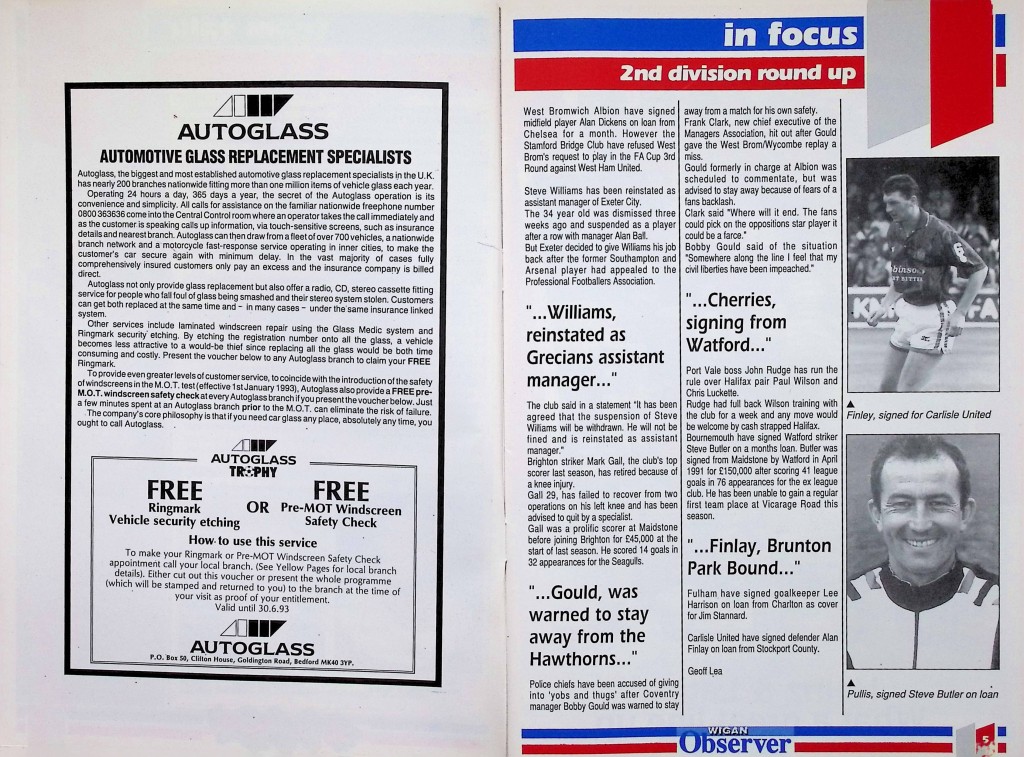 AUTOGLASS
AUTOMOTIVE GLASS REPLACEMENT SPECIALISTS
Autoglass, the biggest and most established automotive glass replacement specialists in the U.K.
has nearly 200 branches nationwide fitting more than one million items of vehicle glass each year.
Operating 24 hours a day, 365 days a year, the secret of the Autoglass operation is its
convenience and simplicity. All calls for assistance on the familiar nationwide freephone number
0800 363636 come into the Central Control room where an operator takes the call immediately and
as the customer is speaking calls up information, via touch-sensitive screens, such as insurance
details and nearest branch. Autoglass can then draw from a fleet of over 700 vehicles, a nationwide
branch network and a motorcycle fast-response service operating in inner cities, to make the
customer's car secure again with minimum delay. In the vast majority of cases fully
comprehensively insured customers only pay an excess and the insurance company is billed
direct.
Autoglass not only provide glass replacement but also offer a radio, CD, stereo cassette fitting
service for people who fall foul of glass being smashed and their stereo system stolen. Customers
can get both replaced at the same time and – in many cases – under the same insurance linked
system.
Other services include laminated windscreen repair using the Glass Medic system and
Ringmark security etching. By etching the registration number onto all the glass, a vehicle
becomes less attractive to a would-be thief since replacing all the glass would be both time
consuming and costly. Present the voucher below to any Autoglass branch to claim your FREE
Ringmark.
To provide even greater levels of customer service, to coincide with the introduction of the safety
of windscreens in the M.O.T. test (effective 1st January 1993), Autoglass also provide a FREE pre-
M.O.T. windscreen safety check at every Autoglass branch if you present the voucher below. Just
a few minutes spent at an Autoglass branch prior to the M.O.T. can eliminate the risk of failure.
The company's core philosophy is that if you need car glass any place, absolutely any time, you
ought to call Autoglass.
AUTOGLASS
TROPHY
FREE
Ringmark
Vehicle security etching
OR
FREE
Pre-MOT Windscreen
Safety Check
How to use this service
To make your Ringmark or Pre-MOT Windscreen Safety Check
appointment call your local branch. (See Yellow Pages for local branch
details). Either cut out this voucher or present the whole programme
(which will be stamped and returned to you) to the branch at the time of
your visit as proof of your entitlement.
Valid until 30.6.93
AUTOGLASS
P.O. Box 50, Clifton House, Goldington Road, Bedford MK40 3YP.
in focus
2nd division round up
West Bromwich Albion have signed
midfield player Alan Dickens on loan from
Chelsea for a month. However the
Stamford Bridge Club have refused West
Brom's request to play in the FA Cup 3rd
Round against West Ham United.
Steve Williams has been reinstated as
assistant manager of Exeter City.
The 34 year old was dismissed three
weeks ago and suspended as a player
after a row with manager Alan Ball.
But Exeter decided to give Williams his job
back after the former Southampton and
Arsenal player had appealed to the
Professional Footballers Association.
"...Williams,
reinstated as
Grecians assistant
manager..."
The club said in a statement "It has been
agreed that the suspension of Steve
Williams will be withdrawn. He will not be
fined and is reinstated as assistant
manager."
Brighton striker Mark Gall, the club's top
scorer last season, has retired because of
a knee injury.
Gall 29, has failed to recover from two
operations on his left knee and has been
advised to quit by a specialist.
Gall was a prolific scorer at Maidstone
before joining Brighton for £45,000 at the
start of last season. He scored 14 goals in
32 appearances for the Seagulls.
"...Gould, was
warned to stay
away from the
Hawthorns..."
Police chiefs have been accused of giving
into 'yobs and thugs' after Coventry
manager Bobby Gould was warned to stay
away from a match for his own safety.
Frank Clark, new chief executive of the
Managers Association, hit out after Gould
gave the West Brom/Wycombe replay a
miss.
Gould formerly in charge at Albion was
scheduled to commentate, but was
advised to stay away because of fears of a
fans backlash.
Clark said "Where will it end. The fans
could pick on the oppositions star player it
could be a farce."
Bobby Gould said of the situation
"Somewhere along the line I feel that my
civil liberties have been impeached."
"...Cherries,
signing from
Watford..."
Port Vale boss John Rudge has run the
rule over Halifax pair Paul Wilson and
Chris Luckette.
Rudge had full back Wilson training with
the club for a week and any move would
be welcome by cash strapped Halifax.
Bournemouth have signed Watford striker
Steve Butler on a months loan. Butler was
signed from Maidstone by Watford in April
1991 for £150,000 after scoring 41 league
goals in 76 appearances for the ex league
club. He has been unable to gain a regular
first team place at Vicarage Road this
season.
"...Finlay, Brunton
Park Bound..."
Fulham have signed goalkeeper Lee
Harrison on loan from Charlton as cover
for Jim Stannard.
Carlisle United have signed defender Alan
Finlay on loan from Stockport County.
Geoff Lea
Finley, signed for Carlisle United
Pullis, signed Steve Butler on loan
WIGAN
Observer
5